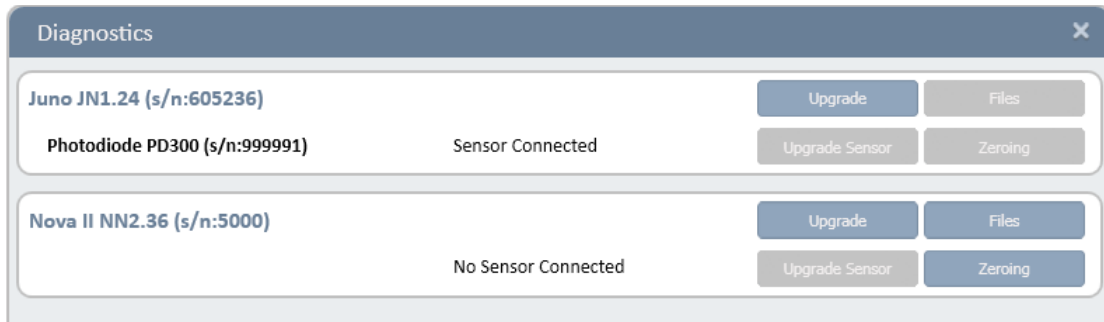 Diagnostics
Juno JN1.24 (s/n:605236) Upgrade Files
Photodiode PD300 (s/n:999991) Sensor Connected Upgrade Sensor Zeroing
Nova II NN2.36 (s/n:5000) Upgrade Files
No Sensor Connected Upgrade Sensor Zeroing